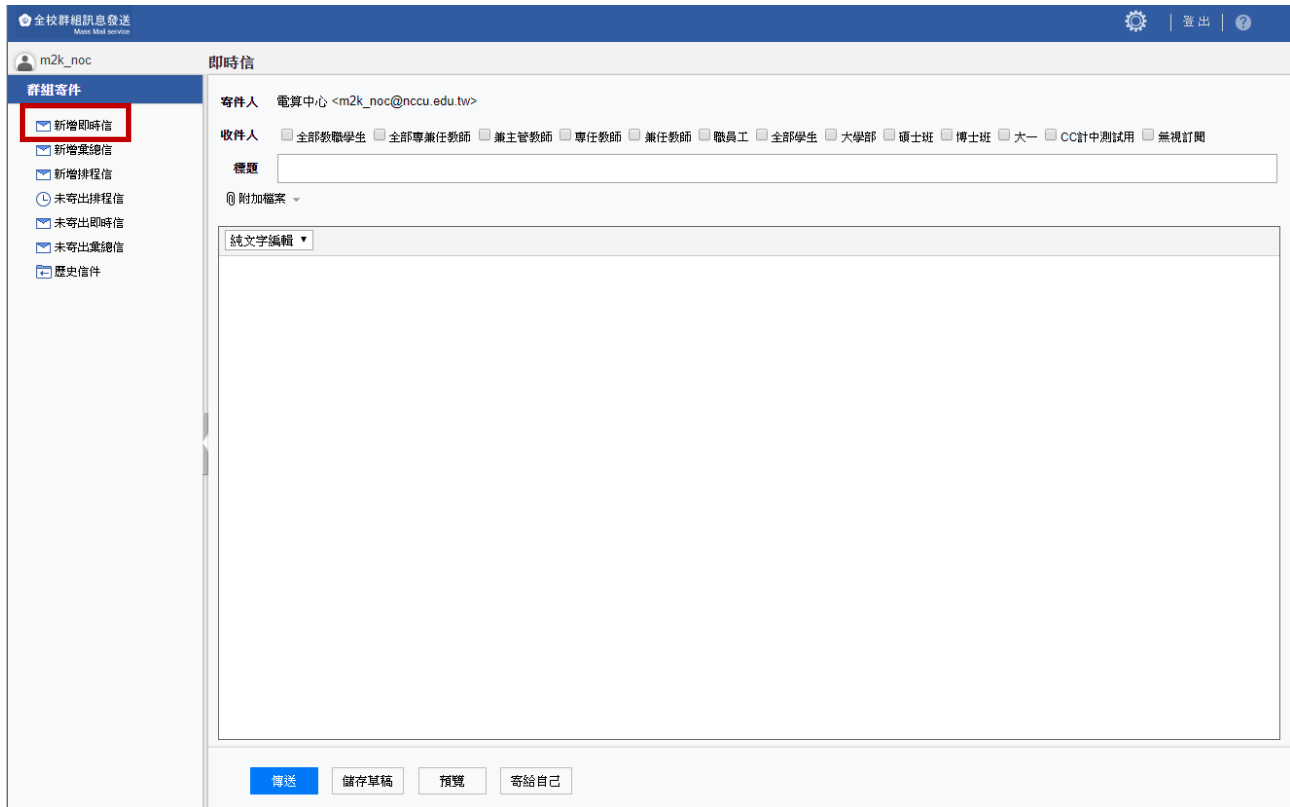 全校群組訊息發送
Mass Mail service
登出
m2k_noc
即時信
群組寄件
新增即時信
新增彙總信
新增排程信
未寄出排程信
未寄出即時信
未寄出彙總信
歷史信件
寄件人 電算中心 <m2k_noc@nccu.edu.tw>
收件人 全部教職學生 全部專兼任教師 兼主管教師 專任教師 兼任教師 職員工 全部學生 大學部 碩士班 博士班 大一 CC計中測試用 無視訂閱
標題
附加檔案
純文字編輯
傳送 儲存草稿 預覽 寄給自己